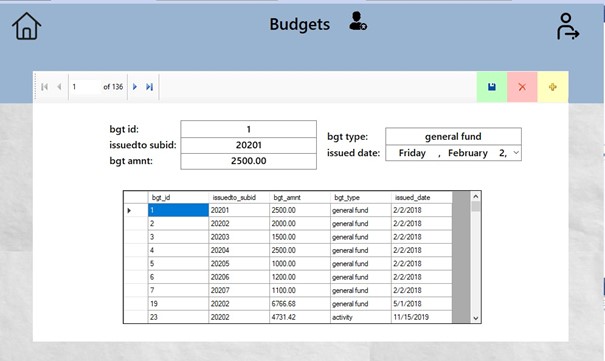 Budgets
1 of 136
bgt id: 1
issuedto subid: 20201
bgt amnt: 2500.00
bgt type: general fund
issued date: Friday , February 2,
bgt_id issuedto_subid bgt_amnt bgt_type issued_date
1 20201 2500.00 general fund 2/2/2018
2 20202 2000.00 general fund 2/2/2018
3 20203 1500.00 general fund 2/2/2018
4 20204 2500.00 general fund 2/2/2018
5 20205 1000.00 general fund 2/2/2018
6 20206 1200.00 general fund 2/2/2018
7 20207 1100.00 general fund 2/2/2018
19 20202 6766.68 general fund 5/1/2018
23 20202 4731.42 activity 11/15/2019